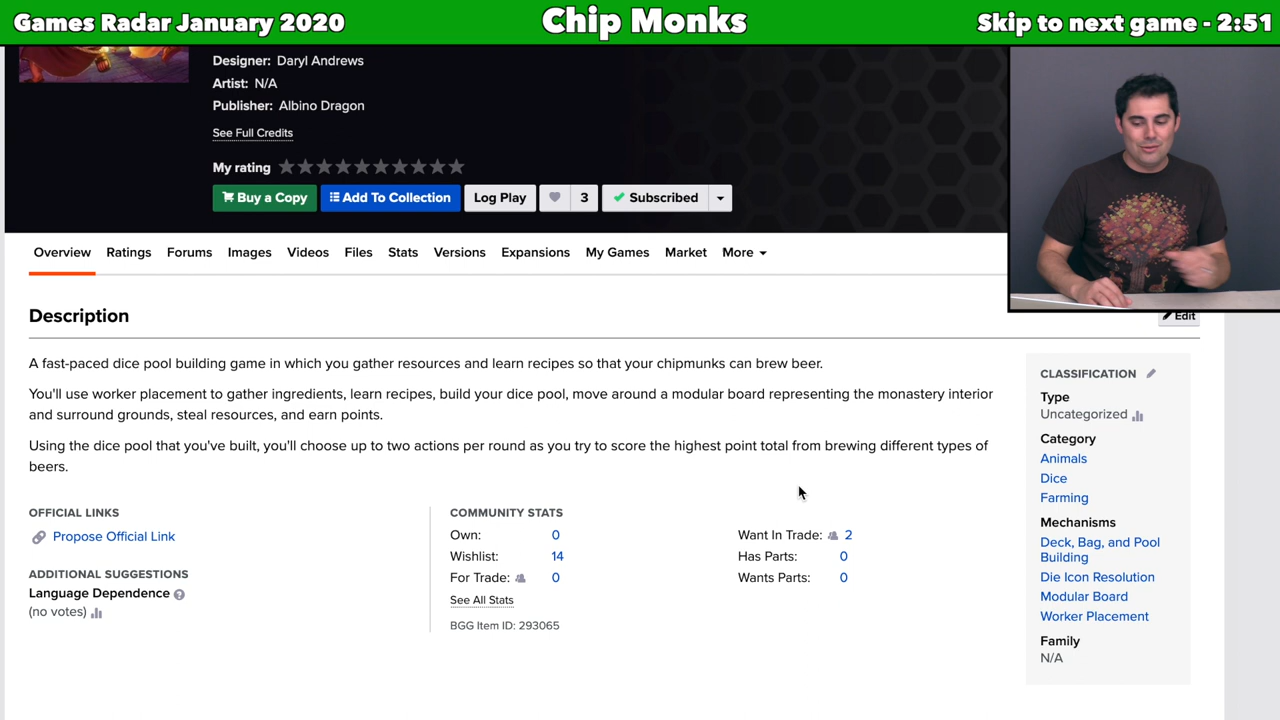 Games Radar January 2020
Chip Monks
Skip to next game - 2:51
Designer: Daryl Andrews
Artist: N/A
Publisher: Albino Dragon
See Full Credits
My rating
Buy a Copy
Add To Collection
Log Play
3
Subscribed
Overview
Ratings
Forums
Images
Videos
Files
Stats
Versions
Expansions
My Games
Market
More
Description
Edit
A fast-paced dice pool building game in which you gather resources and learn recipes so that your chipmunks can brew beer.
You'll use worker placement to gather ingredients, learn recipes, build your dice pool, move around a modular board representing the monastery interior
and surround grounds, steal resources, and earn points.
Using the dice pool that you've built, you'll choose up to two actions per round as you try to score the highest point total from brewing different types of
beers.
OFFICIAL LINKS
Propose Official Link
ADDITIONAL SUGGESTIONS
Language Dependence ?
(no votes)
COMMUNITY STATS
Own: 0
Wishlist: 14
For Trade: 0
See All Stats
BGG Item ID: 293065
Want In Trade: 2
Has Parts: 0
Wants Parts: 0
CLASSIFICATION
Type
Uncategorized
Category
Animals
Dice
Farming
Mechanisms
Deck, Bag, and Pool
Building
Die Icon Resolution
Modular Board
Worker Placement
Family
N/A